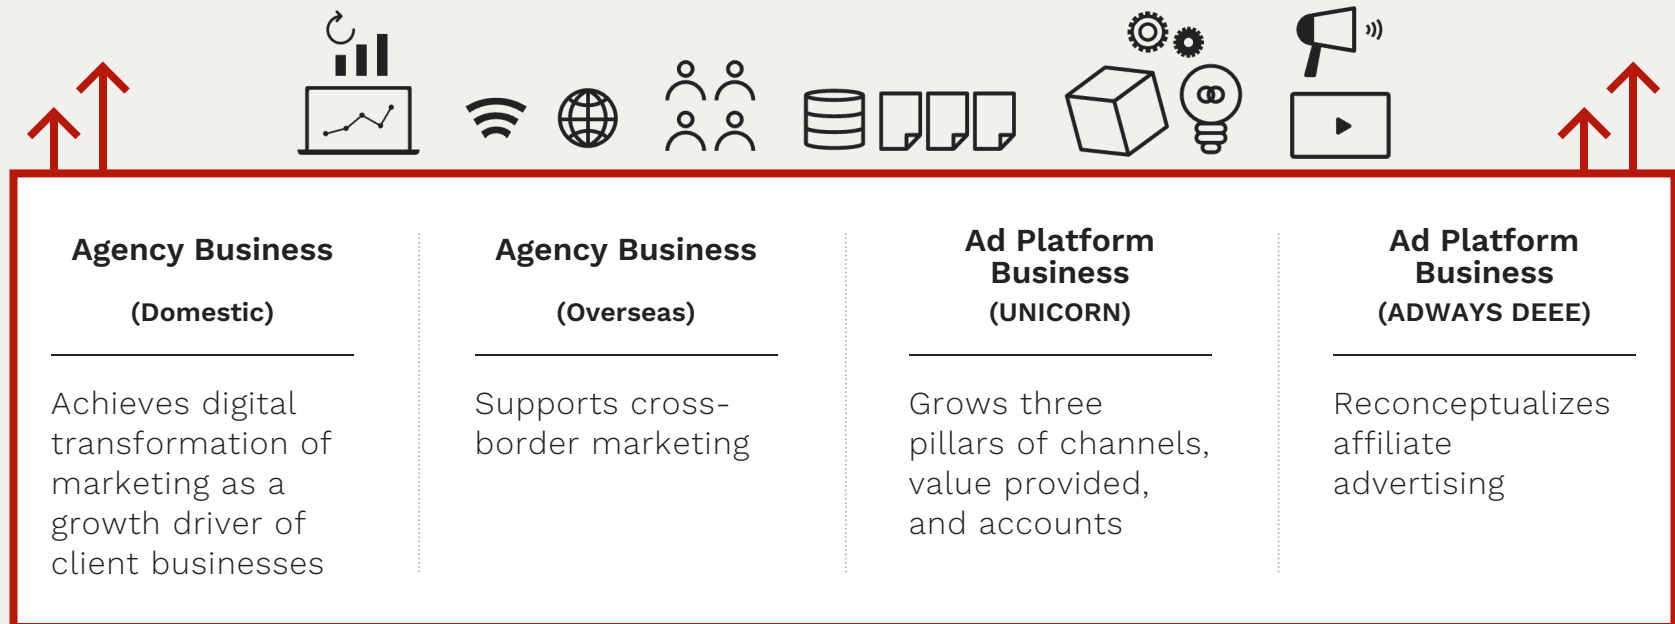 Agency Business
(Domestic)
Achieves digital
transformation of
marketing as a
growth driver of
client businesses
Agency Business
(Overseas)
Supports cross-
border marketing
Ad Platform
Business
(UNICORN)
Grows three
pillars of channels,
value provided,
and accounts
Ad Platform
Business
(ADWAYS DEEE)
Reconceptualizes
affiliate
advertising